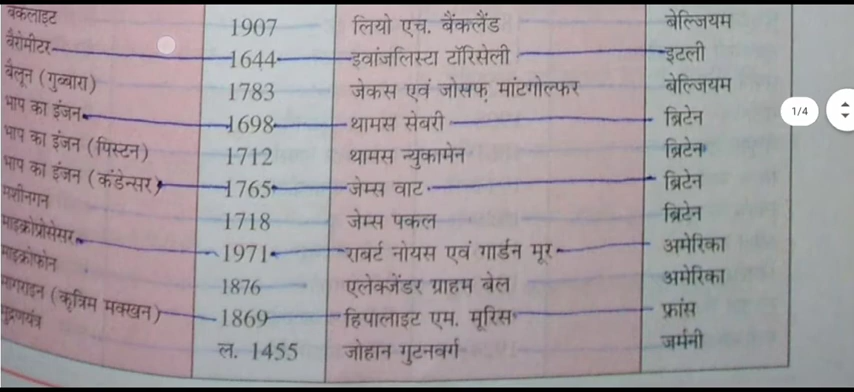 बैकलाइट 1907 लियो एच. बैंकलैंड बेल्जियम
बैरोमीटर 1644 इवांजलिस्टा टॉरिसेली इटली
बैलून (गुब्बारा) 1783 जेकस एवं जोसफ़ मांटगोल्फर बेल्जियम
भाप का इंजन 1698 थामस सेबरी ब्रिटेन
भाप का इंजन (पिस्टन) 1712 थामस न्युकामेन ब्रिटेन
भाप का इंजन (कंडेन्सर) 1765 जेम्स वाट ब्रिटेन
मशीनगन 1718 जेम्स पकल ब्रिटेन
माइक्रोप्रोसेसर 1971 राबर्ट नोयस एवं गार्डन मूर अमेरिका
माइक्रोफोन 1876 एलेक्जेंडर ग्राहम बेल अमेरिका
मागराइन (कृत्रिम मक्खन) 1869 हिपालाइट एम. मूरिस फ्रांस
मुद्रणयंत्र ल. 1455 जोहान गुटनवर्ग जर्मनी
1/4